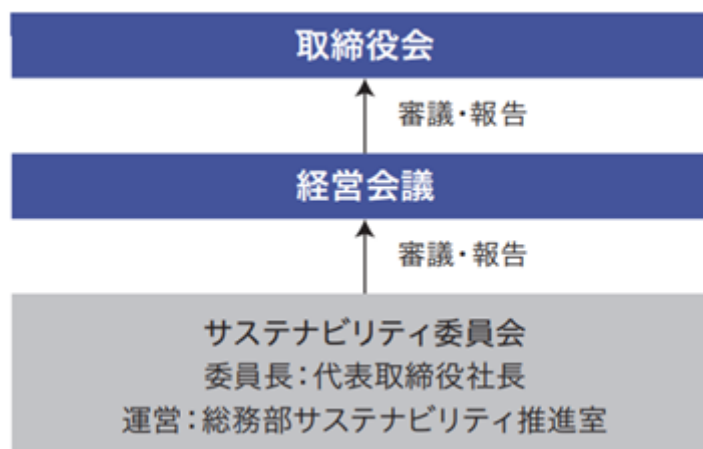 取締役会
審議・報告
経営会議
審議・報告
サステナビリティ委員会
委員長：代表取締役社長
運営：総務部サステナビリティ推進室